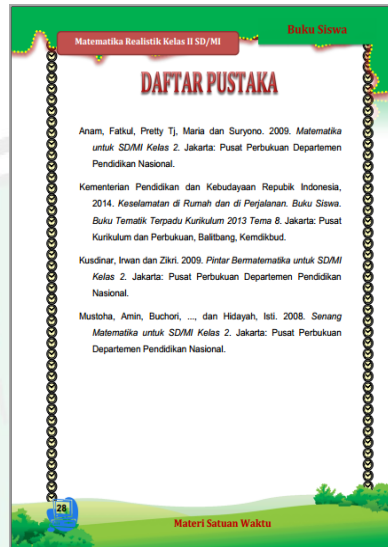 Buku Siswa
Matematika Realistik Kelas II SD/MI
DAFTAR PUSTAKA
Anam, Fatkul, Pretty Tj, Maria dan Suryono. 2009. Matematika
untuk SD/MI Kelas 2. Jakarta: Pusat Perbukuan Departemen
Pendidikan Nasional.
Kementerian Pendidikan dan Kebudayaan Repubik Indonesia,
2014. Keselamatan di Rumah dan di Perjalanan. Buku Siswa.
Buku Tematik Terpadu Kurikulum 2013 Tema 8. Jakarta: Pusat
Kurikulum dan Perbukuan, Balitbang, Kemdikbud.
Kusdinar, Irwan dan Zikri. 2009. Pintar Bermatematika untuk SD/MI
Kelas 2. Jakarta: Pusat Perbukuan Departemen Pendidikan
Nasional.
Mustoha, Amin, Buchori, ..., dan Hidayah, Isti. 2008. Senang
Matematika untuk SD/MI Kelas 2. Jakarta: Pusat Perbukuan
Departemen Pendidikan Nasional.
28
Materi Satuan Waktu